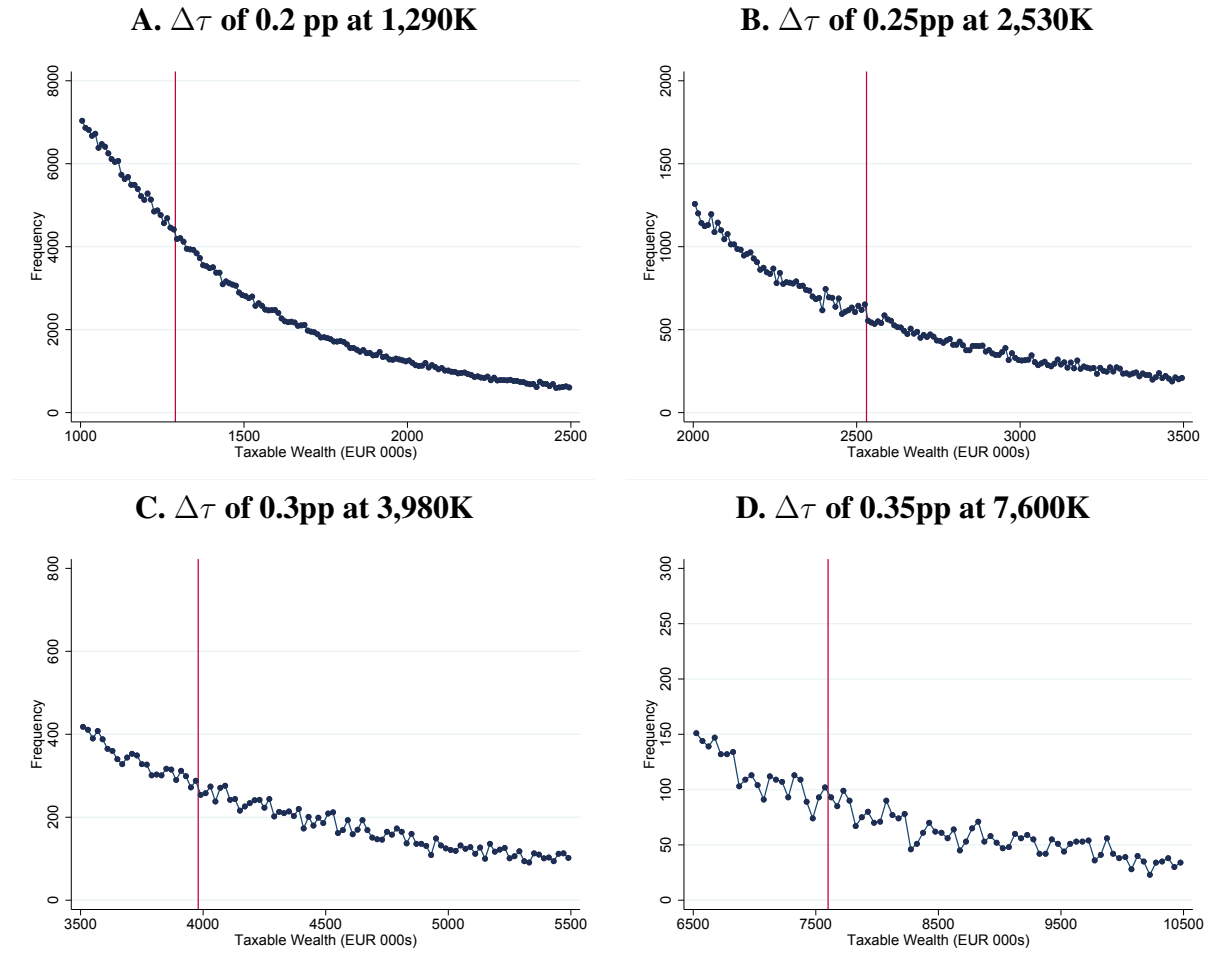 A. Δτ of 0.2 pp at 1,290K
Frequency
8000
6000
4000
2000
0
1000 1500 2000 2500
Taxable Wealth (EUR 000s)
B. Δτ of 0.25pp at 2,530K
Frequency
2000
1500
1000
500
0
2000 2500 3000 3500
Taxable Wealth (EUR 000s)
C. Δτ of 0.3pp at 3,980K
Frequency
800
600
400
200
0
3500 4000 4500 5000 5500
Taxable Wealth (EUR 000s)
D. Δτ of 0.35pp at 7,600K
Frequency
300
250
200
150
100
50
0
6500 7500 8500 9500 10500
Taxable Wealth (EUR 000s)